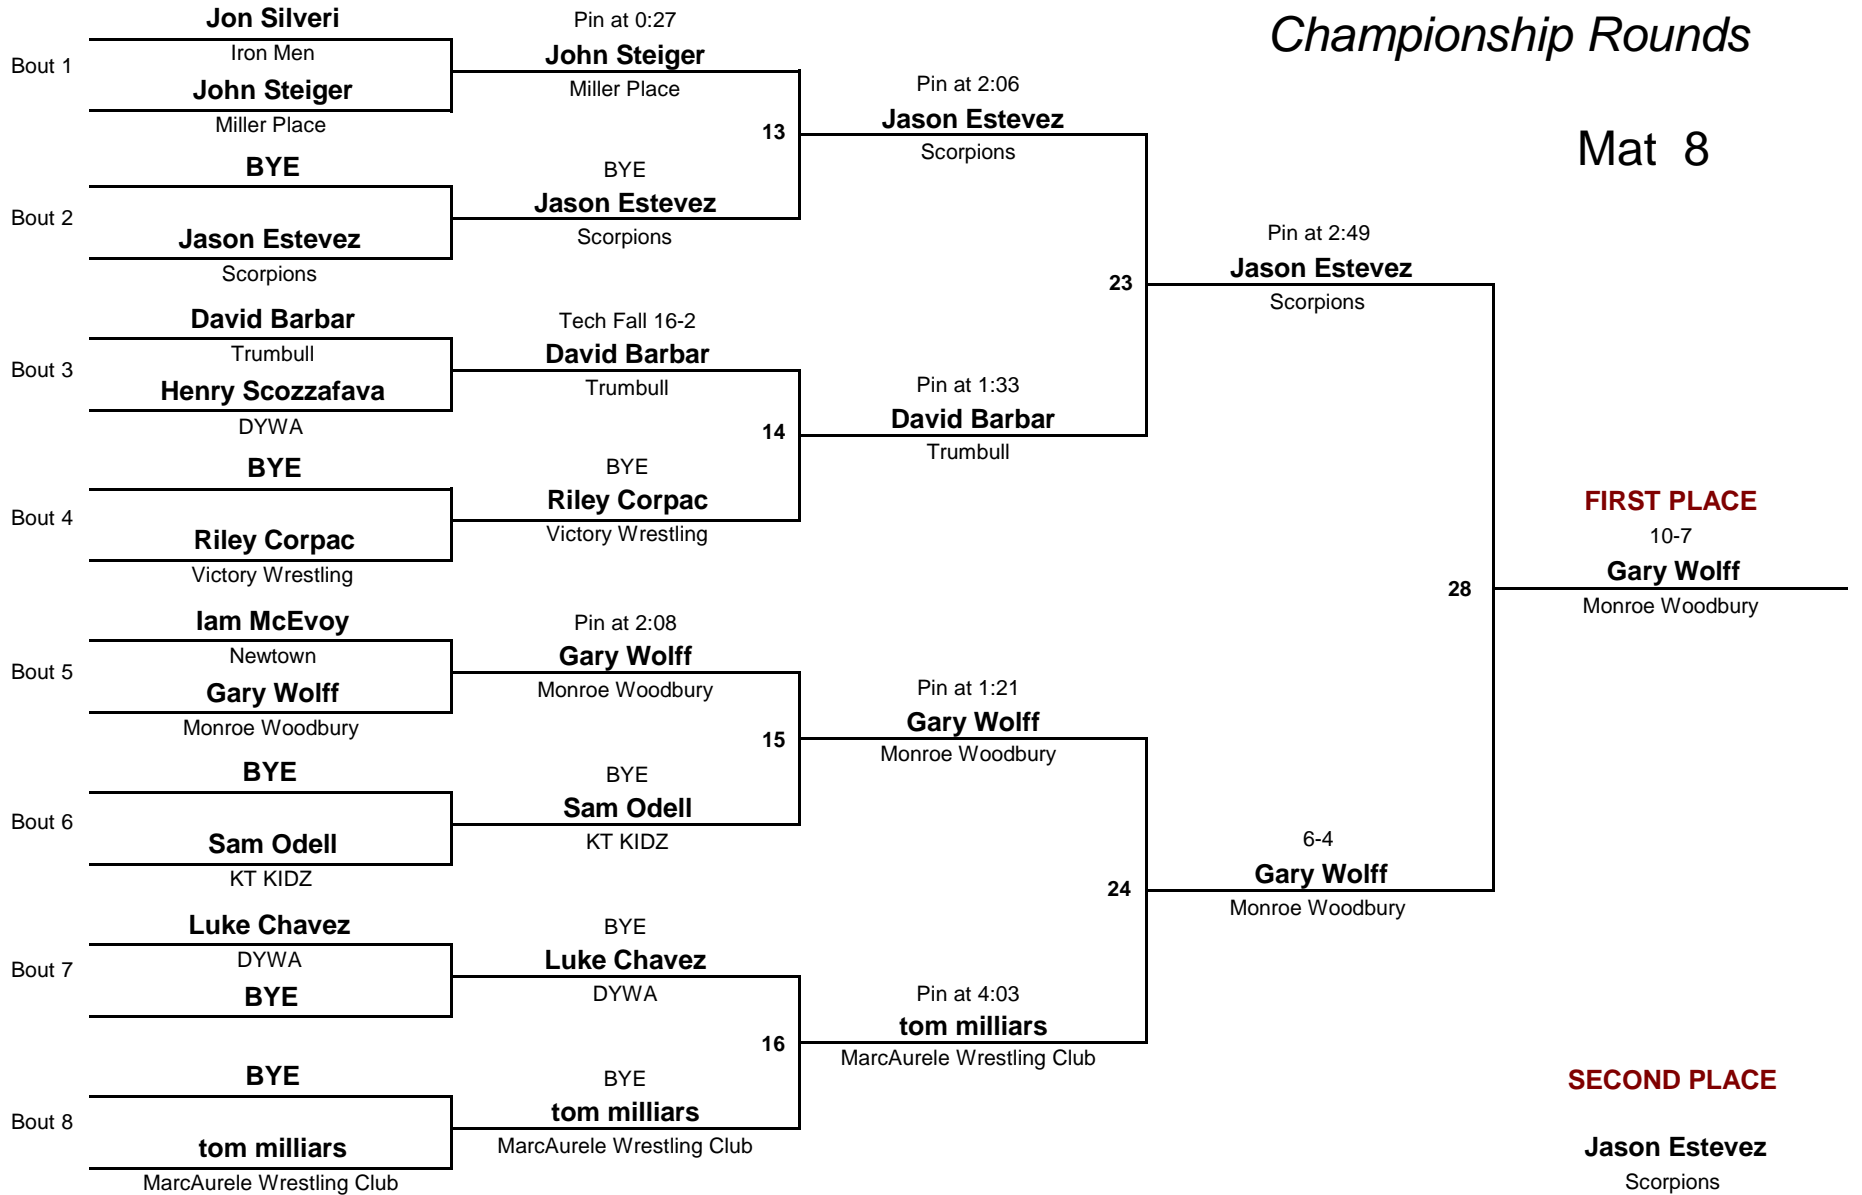 Championship Rounds
Mat 8
Bout 1
Jon Silveri
Iron Men
John Steiger
Miller Place
Bout 2
BYE
Jason Estevez
Scorpions
Bout 3
David Barbar
Trumbull
Henry Scozzafava
DYWA
Bout 4
BYE
Riley Corpac
Victory Wrestling
Bout 5
Iam McEvoy
Newtown
Gary Wolff
Monroe Woodbury
Bout 6
BYE
Sam Odell
KT KIDZ
Bout 7
Luke Chavez
DYWA
BYE
Bout 8
BYE
tom milliars
MarcAurele Wrestling Club
Pin at 0:27
John Steiger
Miller Place
13
BYE
Jason Estevez
Scorpions
Tech Fall 16-2
David Barbar
Trumbull
14
BYE
Riley Corpac
Victory Wrestling
Pin at 2:08
Gary Wolff
Monroe Woodbury
15
BYE
Sam Odell
KT KIDZ
BYE
Luke Chavez
DYWA
16
BYE
tom milliars
MarcAurele Wrestling Club
Pin at 2:06
Jason Estevez
Scorpions
23
Pin at 1:33
David Barbar
Trumbull
Pin at 1:21
Gary Wolff
Monroe Woodbury
24
Pin at 4:03
tom milliars
MarcAurele Wrestling Club
Pin at 2:49
Jason Estevez
Scorpions
28
6-4
Gary Wolff
Monroe Woodbury
FIRST PLACE
10-7
Gary Wolff
Monroe Woodbury
SECOND PLACE
Jason Estevez
Scorpions